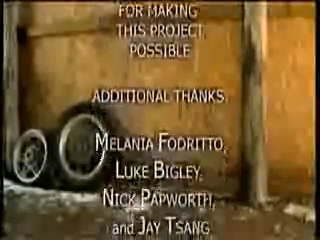 FOR MAKING
THIS PROJECT
POSSIBLE
ADDITIONAL THANKS
MELANIA FODRITTO,
LUKE BIGLEY,
NICK PAPWORTH,
and JAY TSANG